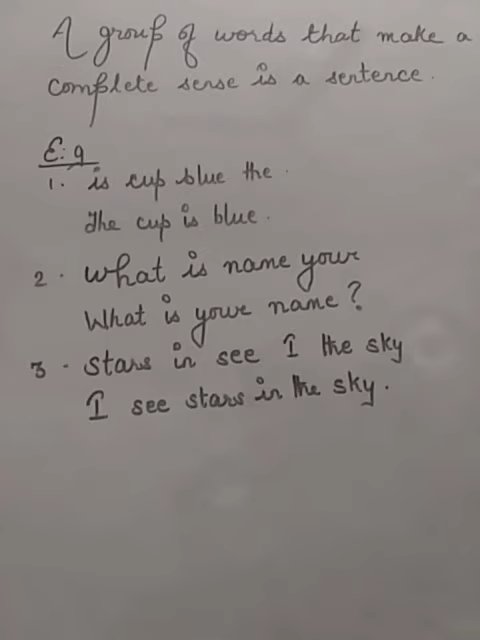 A group of words that make a
complete sense is a sentence.
E.g
1. is cup blue the.
The cup is blue.
2. What is name your
What is your name?
3. stars in see I the sky
I see stars in the sky.